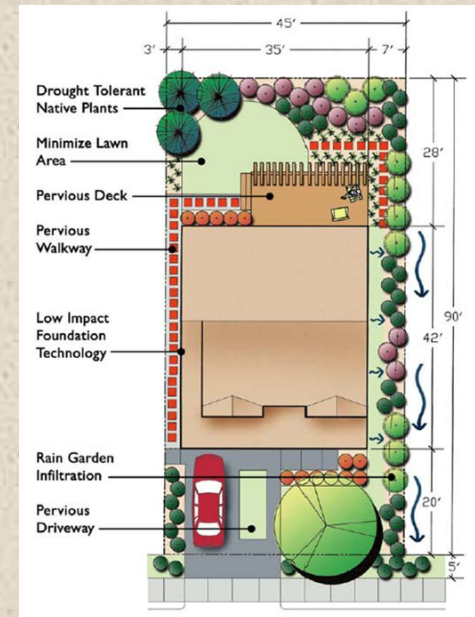 45'
3'
35'
7'
Drought Tolerant
Native Plants
Minimize Lawn
Area
28'
Pervious Deck
Pervious
Walkway
90'
Low Impact
Foundation
Technology
42'
Rain Garden
Infiltration
20'
Pervious
Driveway
5'